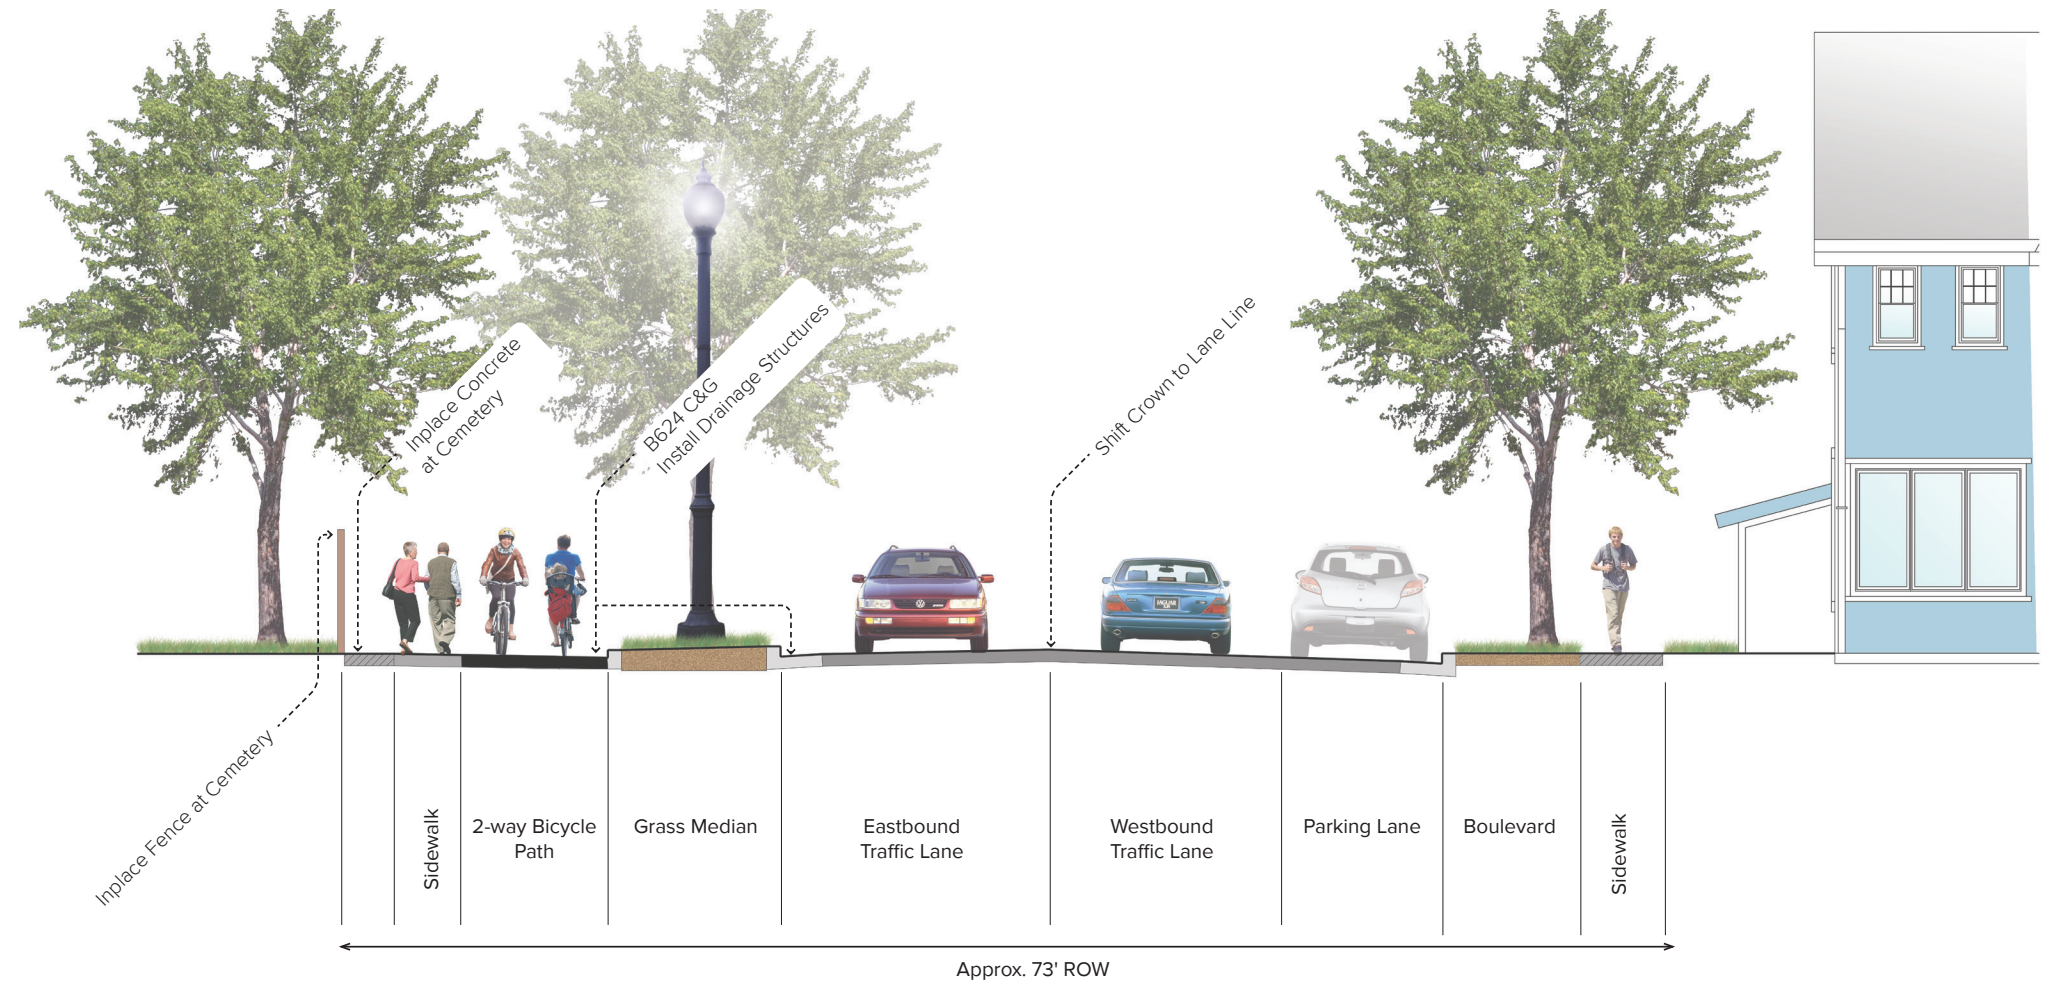 Inplace Concrete
at Cemetery
B624 C&G
Install Drainage Structures
Shift Crown to Lane Line
Inplace Fence at Cemetery
JAGUAR
Sidewalk
2-way Bicycle
Path
Grass Median
Eastbound
Traffic Lane
Westbound
Traffic Lane
Parking Lane
Boulevard
Sidewalk
Approx. 73' ROW